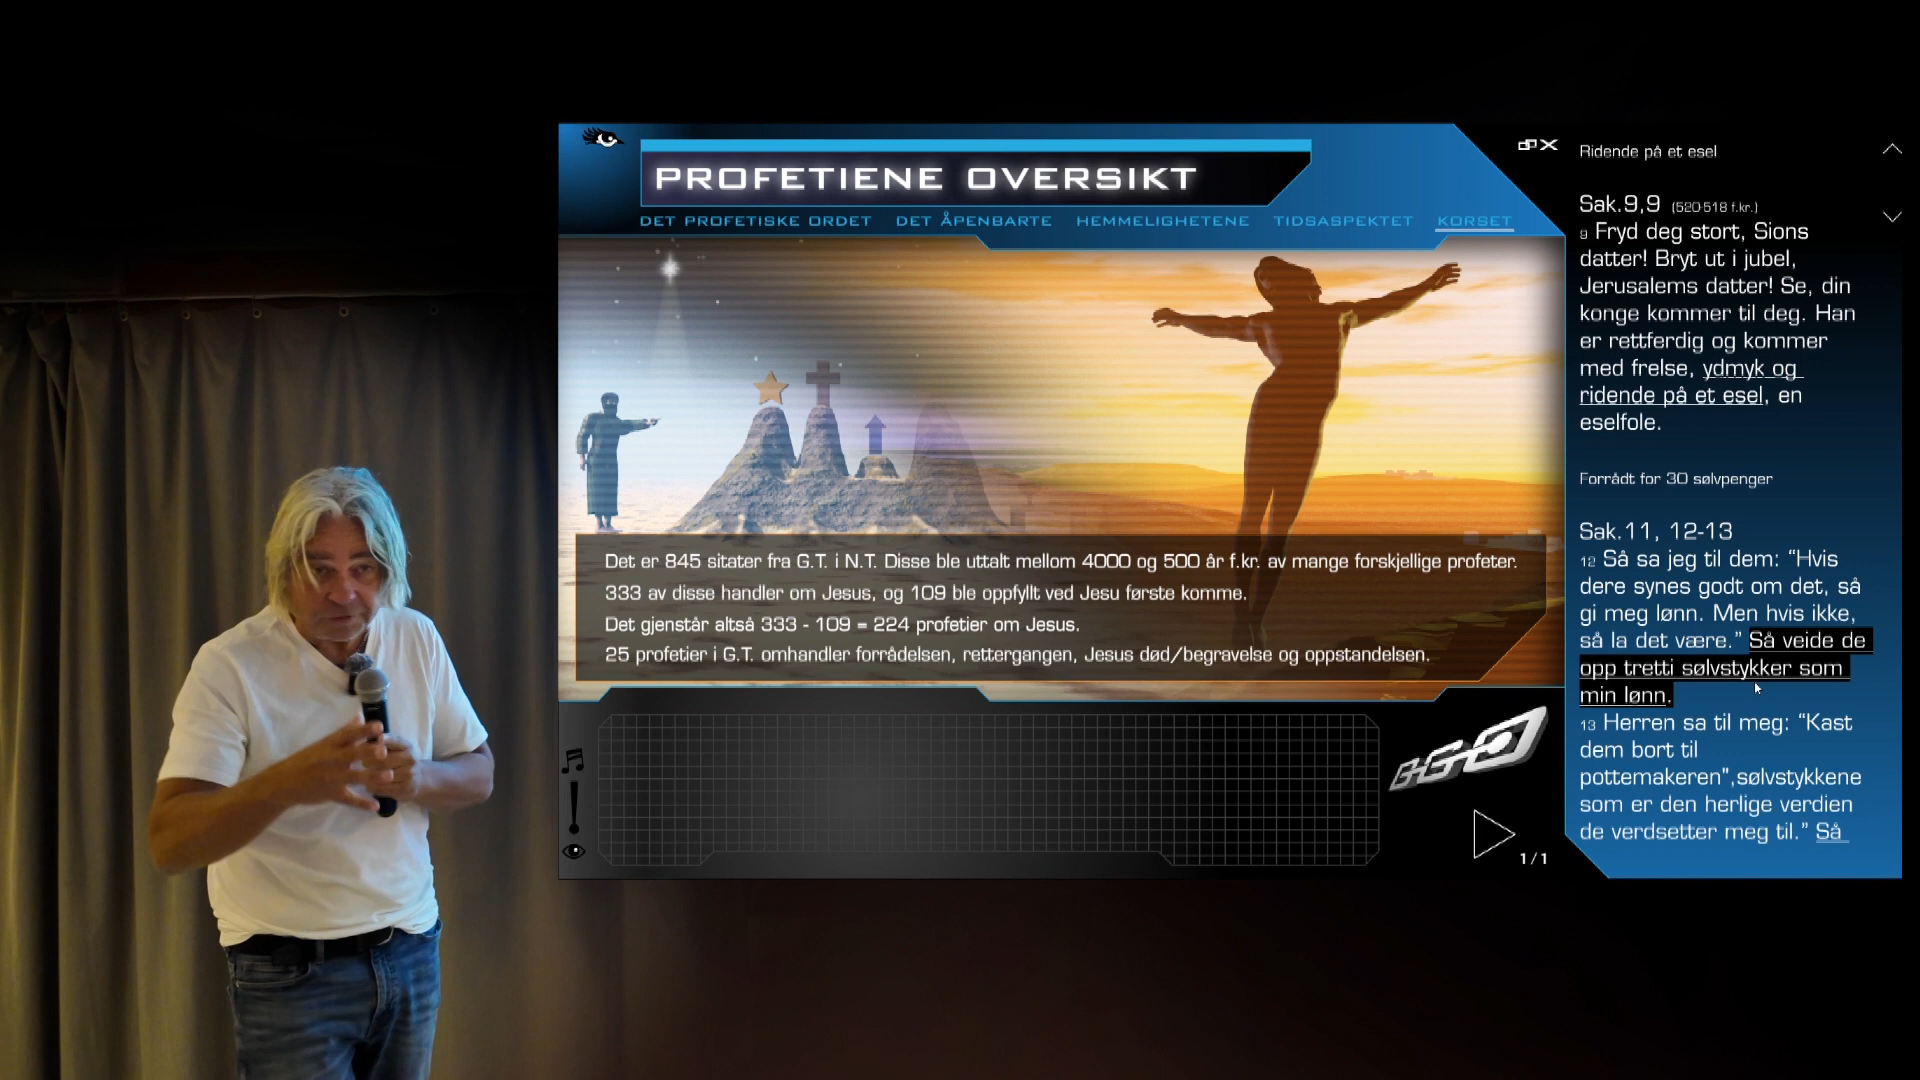 PROFETIENE OVERSIKT
DET PROFETISKE ORDET DET ÅPENBARTE HEMMELIGHETENE TIDSASPEKTET KORSET
Det er 845 sitater fra G.T. i N.T. Disse ble uttalt mellom 4000 og 500 år f.kr. av mange forskjellige profeter.
333 av disse handler om Jesus, og 109 ble oppfyllt ved Jesu første komme.
Det gjenstår altså 333 - 109 = 224 profetier om Jesus.
25 profetier i G.T. omhandler forrådelsen, rettergangen, Jesus død/begravelse og oppstandelsen.
1/1
Ridende på et esel
Sak.9,9 (520-518 f.kr.)
9 Fryd deg stort, Sions
datter! Bryt ut i jubel,
Jerusalems datter! Se, din
konge kommer til deg. Han
er rettferdig og kommer
med frelse, ydmyk og
ridende på et esel, en
eselfole.
Forrådt for 30 sølvpenger
Sak.11, 12-13
12 Så sa jeg til dem: “Hvis
dere synes godt om det, så
gi meg lønn. Men hvis ikke,
så la det være.” Så veide de
opp tretti sølvstykker som
min lønn.
13 Herren sa til meg: “Kast
dem bort til
pottemakeren",sølvstykkene
som er den herlige verdien
de verdsetter meg til.” Så